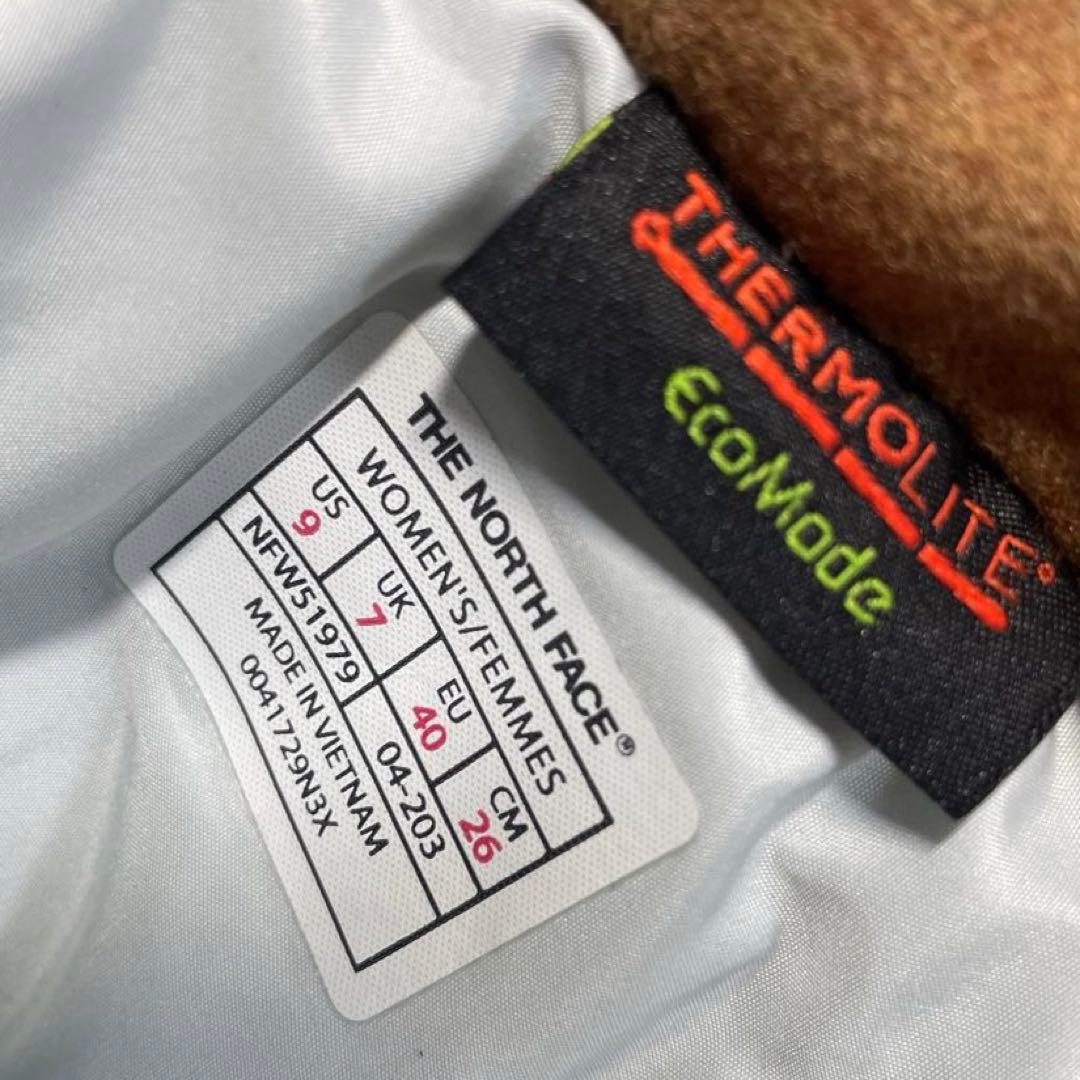 THERMOLITE®
EcoMade
THE NORTH FACE®
WOMEN'S/FEMMES
US UK EU CM
9 7 40 26
NFW51979 04-203
MADE IN VIETNAM
0041729N3X